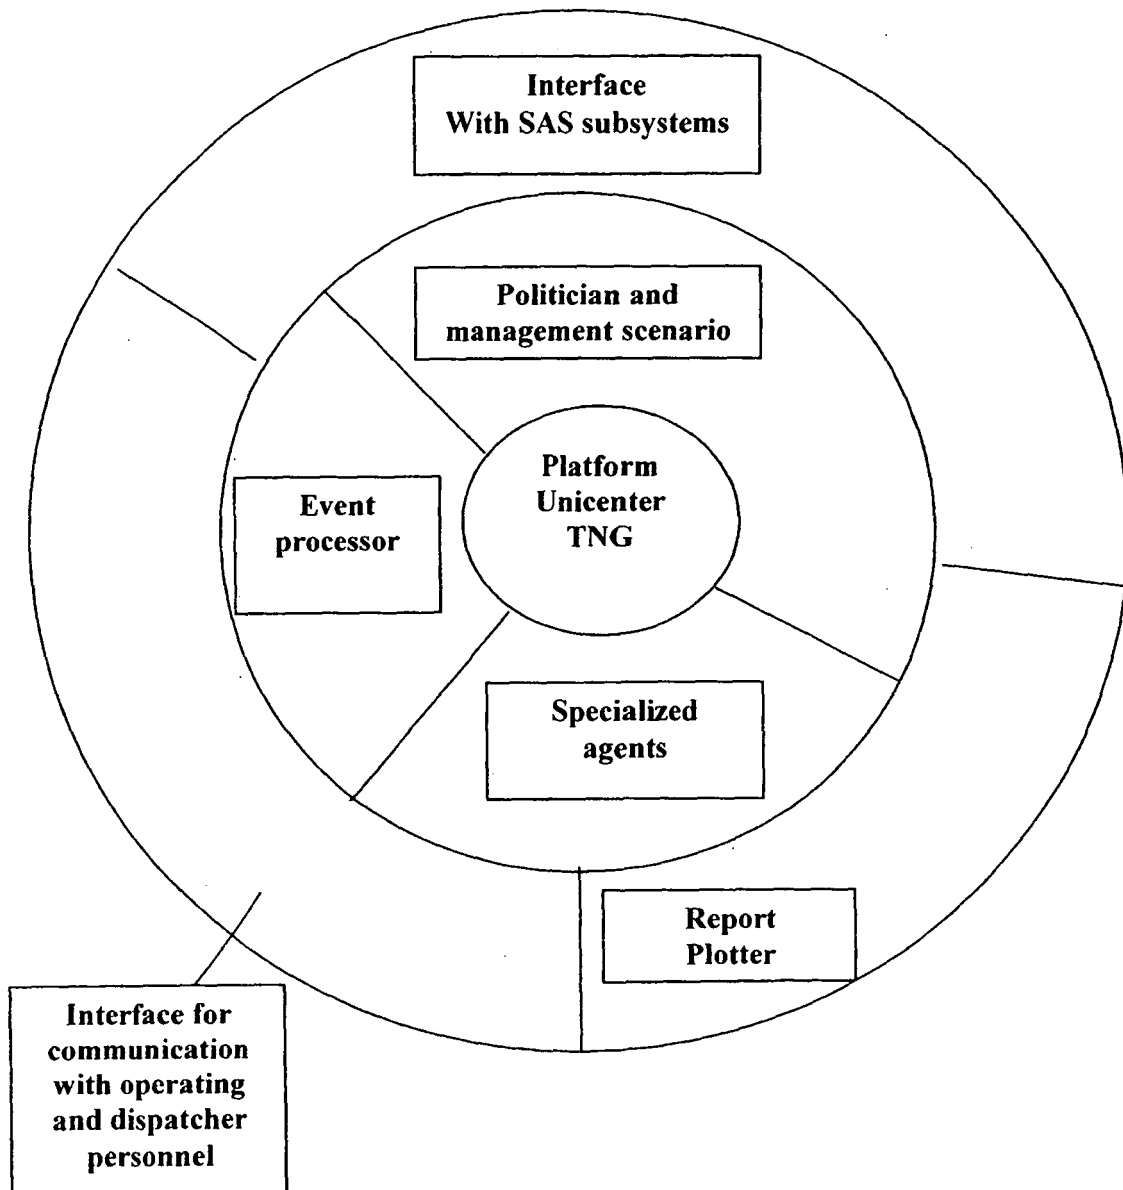 Interface
With SAS subsystems
Politician and
management scenario
Platform
Unicenter
TNG
Event
processor
Specialized
agents
Report
Plotter
Interface for
communication
with operating
and dispatcher
personnel